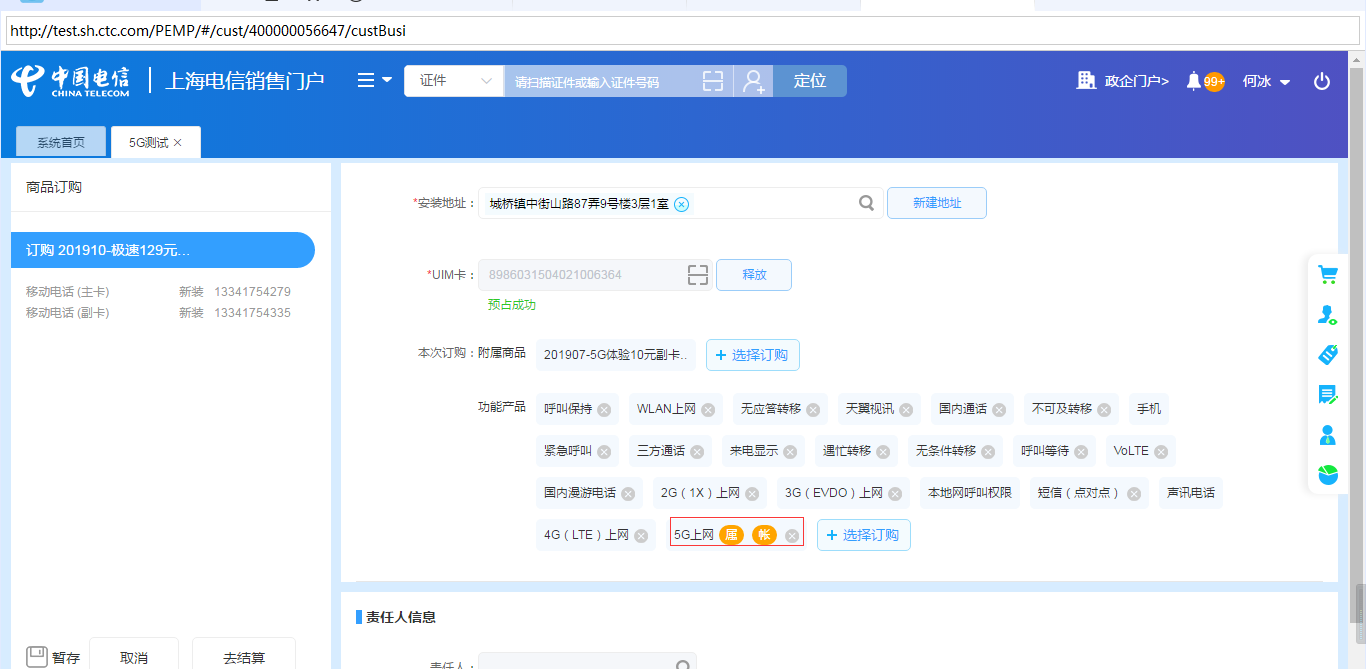 http://test.sh.ctc.com/PEMP/#/cust/400000056647/custBusi
中国电信 CHINA TELECOM 上海电信销售门户 证件 请扫描证件或输入证件号码 定位 政企门户> 99+ 何冰
系统首页 5G测试
商品订购
订购 201910-极速129元...
移动电话 (主卡) 新装 13341754279
移动电话 (副卡) 新装 13341754335
*安装地址： 城桥镇中街山路87弄9号楼3层1室 新建地址
*UIM卡： 8986031504021006364 释放
预占成功
本次订购： 附属商品 201907-5G体验10元副卡.. + 选择订购
功能产品 呼叫保持 WLAN上网 无应答转移 天翼视讯 国内通话 不可及转移 手机
紧急呼叫 三方通话 来电显示 遇忙转移 无条件转移 呼叫等待 VoLTE
国内漫游电话 2G（1X）上网 3G（EVDO）上网 本地网呼叫权限 短信（点对点） 声讯电话
4G（LTE）上网 5G上网 属 帐 + 选择订购
责任人信息
责任人：
暂存 取消 去结算